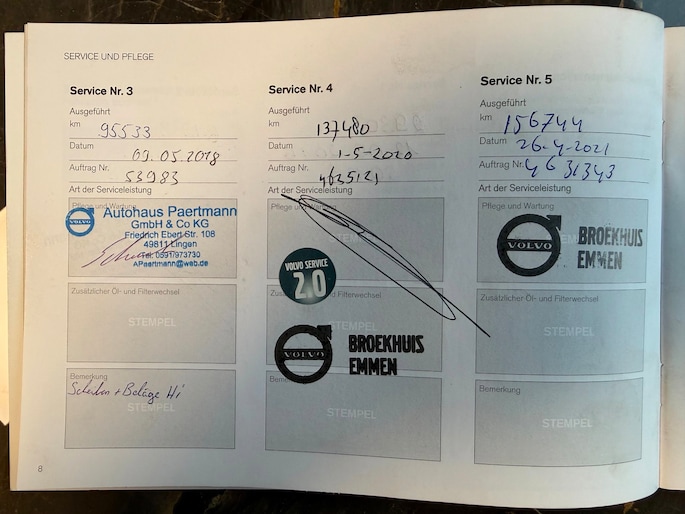 SERVICE UND PFLEGE
Service Nr. 3
Ausgeführt
km 95533
Datum 09.05.2018
Auftrag Nr. 53983
Art der Serviceleistung
Pflege und Wartung
VOLVO
Autohaus Paertmann
GmbH & Co KG
Friedrich Ebert Str. 108
49811 Lingen
Tel. 0591/973730
APaertmann@web.de
Zusätzlicher Öl- und Filterwechsel
STEMPEL
Bemerkung
Scheiben + Beläge Hi
STEMPEL
Service Nr. 4
Ausgeführt
km 137480
Datum 1-5-2020
Auftrag Nr. 4625121
Art der Serviceleistung
Pflege und Wartung
STEMPEL
VOLVO SERVICE
2.0
und Filterwechsel
VOLVO
BROEKHUIS
EMMEN
STEMPEL
Service Nr. 5
Ausgeführt
km 156744
Datum 26-4-2021
Auftrag Nr. 4631343
Art der Serviceleistung
Pflege und Wartung
VOLVO
BROEKHUIS
EMMEN
Zusätzlicher Öl- und Filterwechsel
STEMPEL
Bemerkung
STEMPEL
8